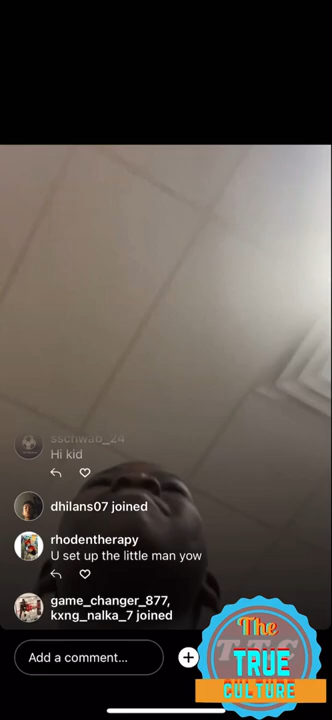 sschwab_24
Hi kid
dhilans07 joined
rhodentherapy
U set up the little man yow
game_changer_877,
kxng_nalka_7 joined
Add a comment...
The
TRUE
CULTURE